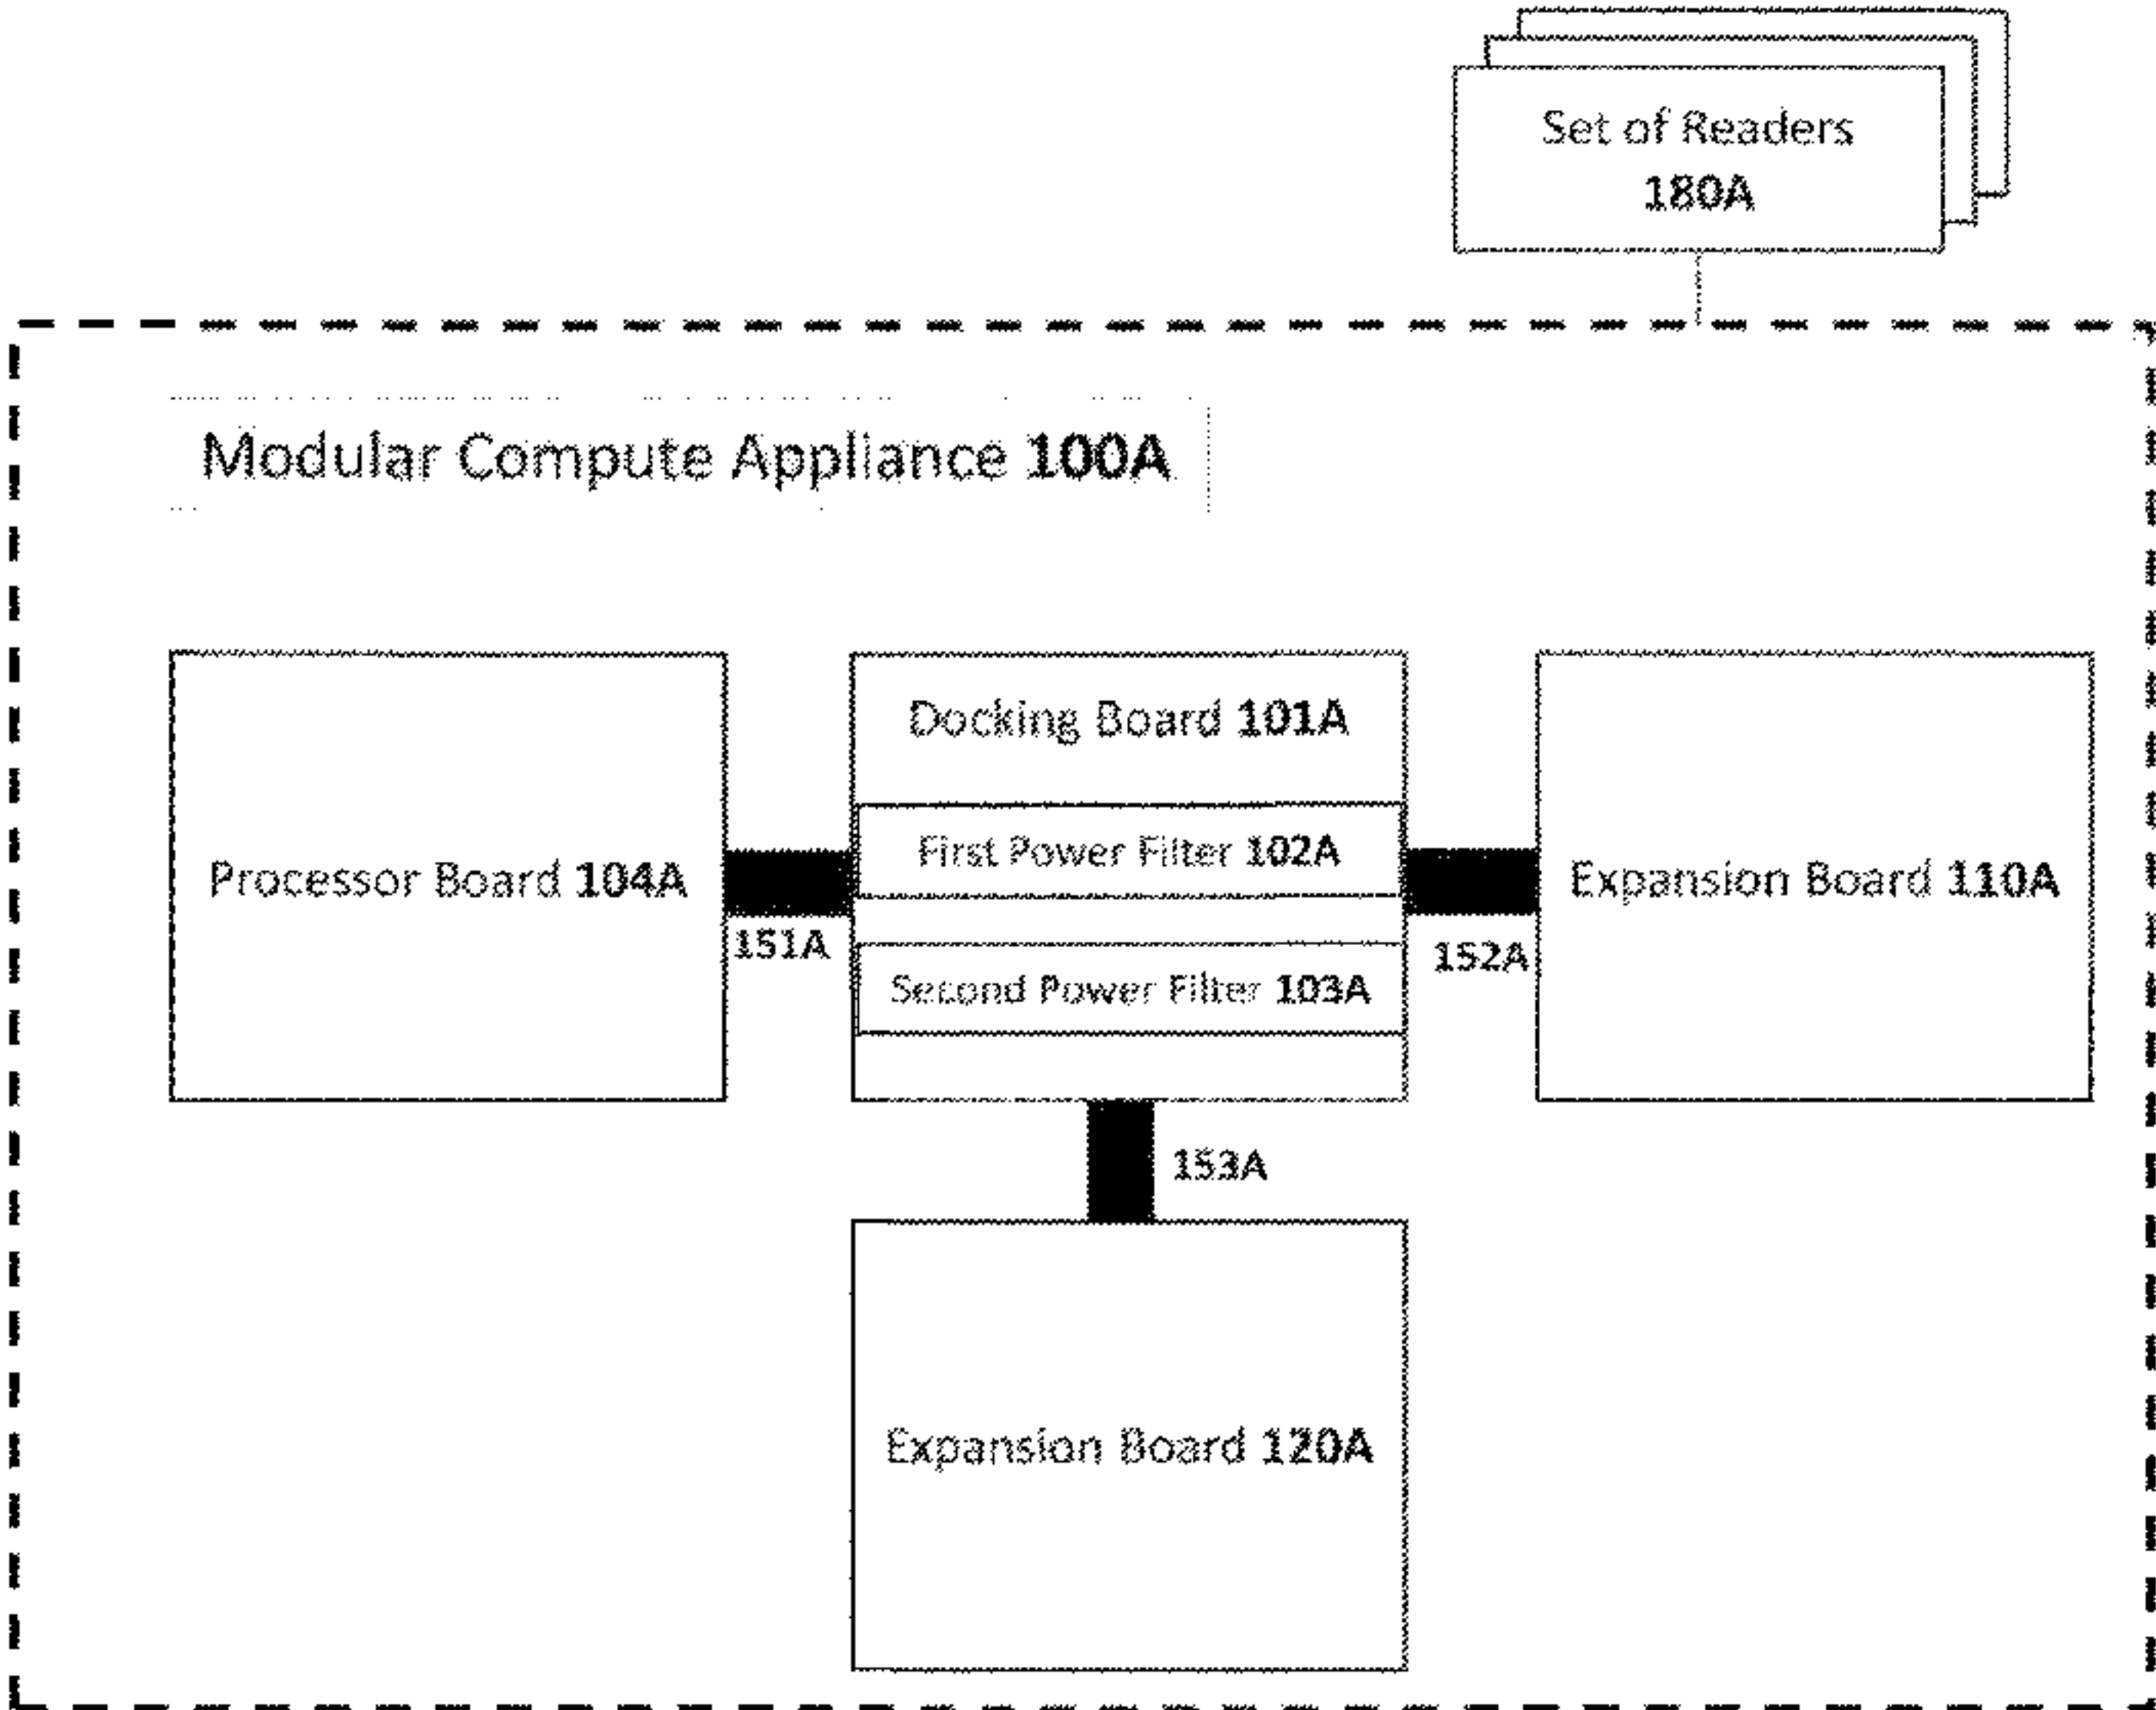 Set of Readers
180A
Modular Compute Appliance 100A
Docking Board 101A
First Power Filter 102A
Processor Board 104A
Expansion Board 110A
151A
152A
Second Power Filter 103A
153A
Expansion Board 120A